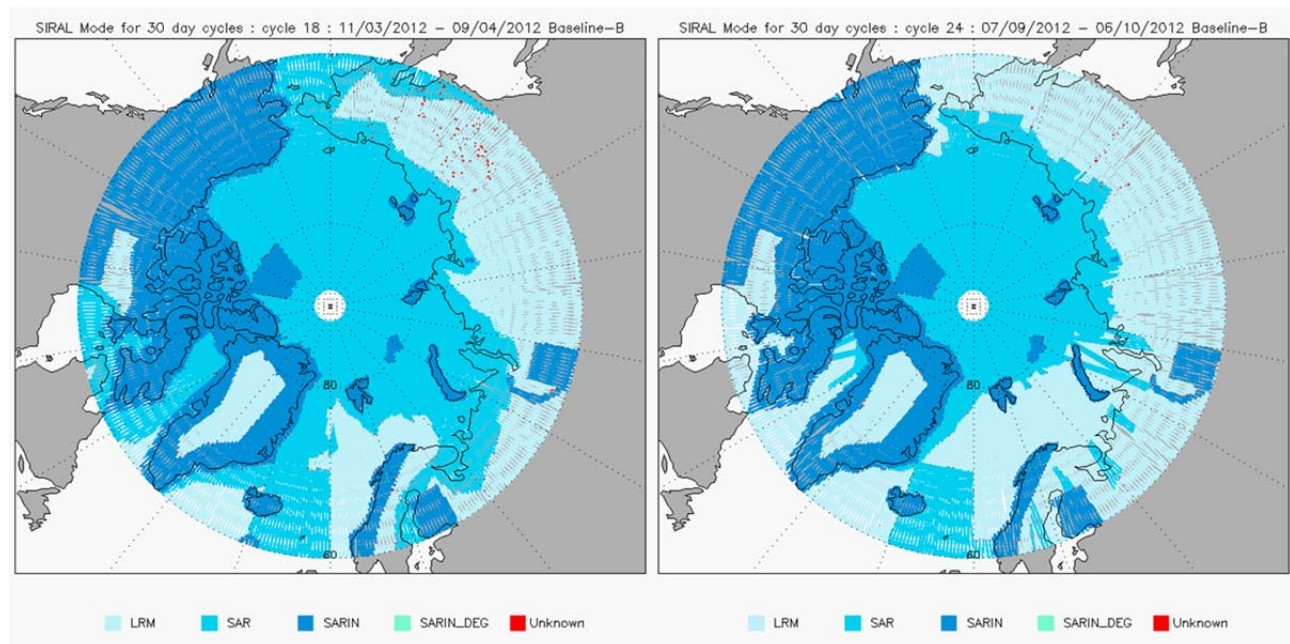 SIRAL Mode for 30 day cycles : cycle 18 : 11/03/2012 – 09/04/2012 Baseline–B
SIRAL Mode for 30 day cycles : cycle 24 : 07/09/2012 – 06/10/2012 Baseline–B
80
60
80
60
LRM SAR SARIN SARIN_DEG Unknown
LRM SAR SARIN SARIN_DEG Unknown